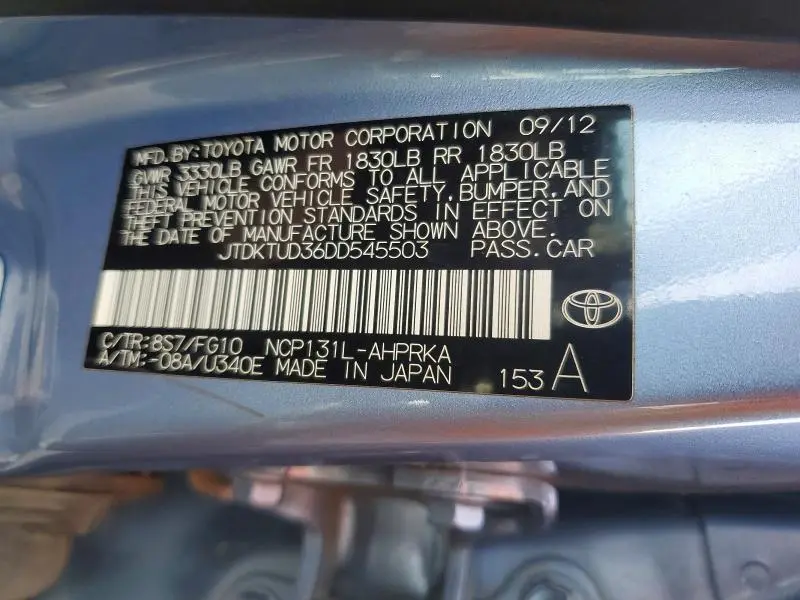 MFD. BY: TOYOTA MOTOR CORPORATION 09/12
GVWR 3330LB GAWR FR 1830LB RR 1830LB
THIS VEHICLE CONFORMS TO ALL APPLICABLE
FEDERAL MOTOR VEHICLE SAFETY, BUMPER, AND
THEFT PREVENTION STANDARDS IN EFFECT ON
THE DATE OF MANUFACTURE SHOWN ABOVE.
JTDKTUD36DD545503 PASS. CAR
C/TR: 8S7/FG10 NCP131L-AHPRKA
A/TM: -08A/U340E MADE IN JAPAN 153 A